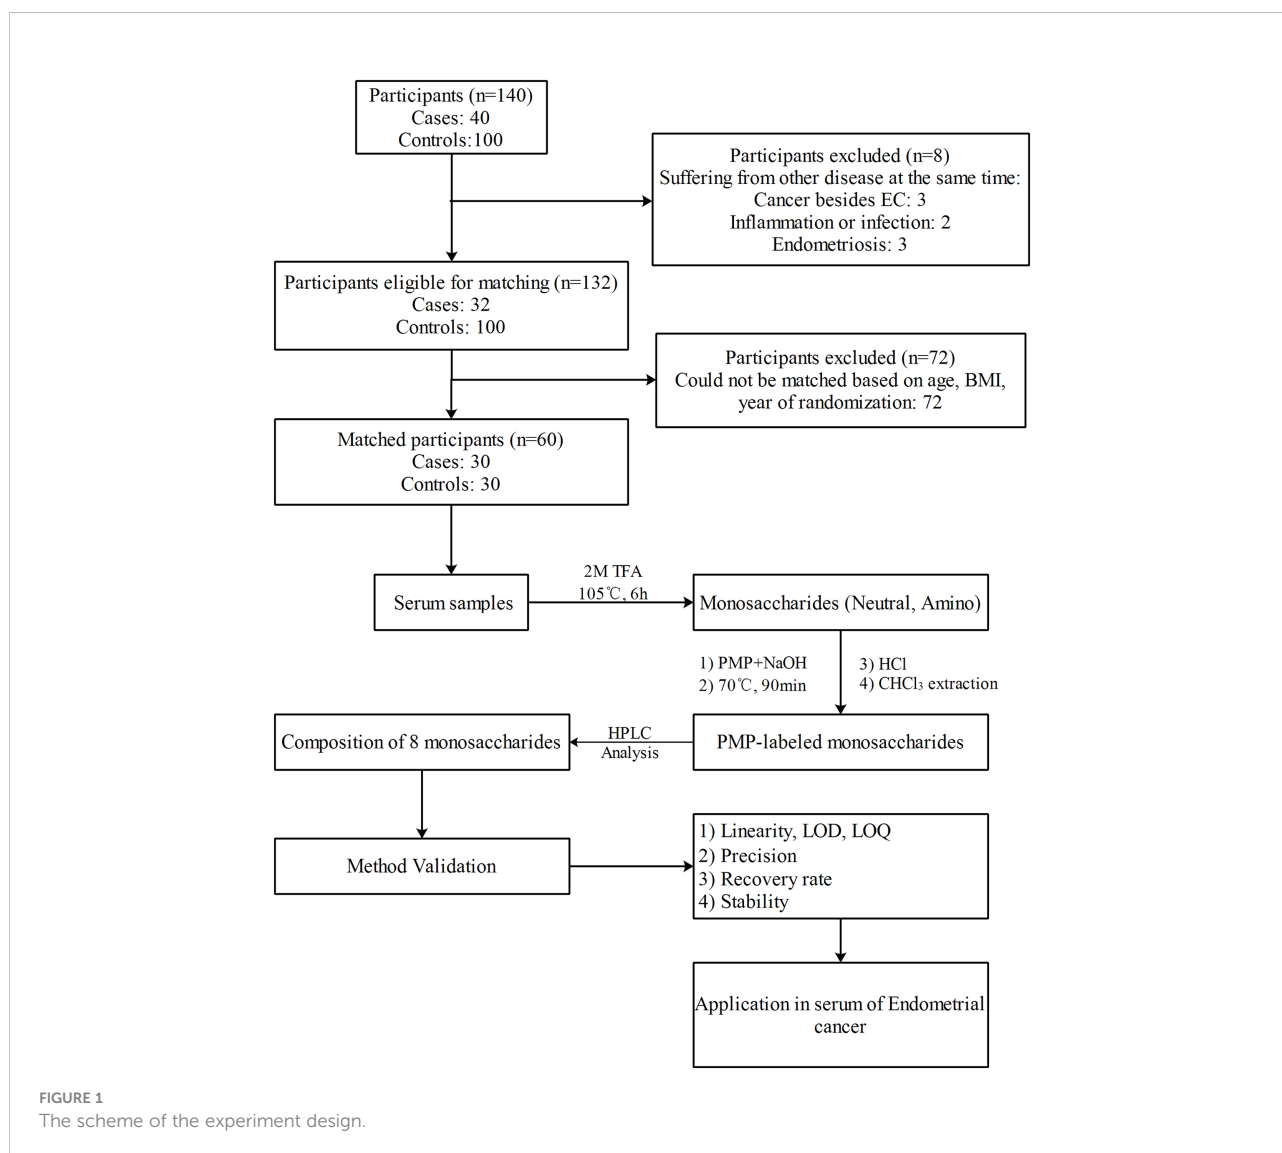 Participants (n=140)
Cases: 40
Controls:100
Participants excluded (n=8)
Suffering from other disease at the same time:
Cancer besides EC: 3
Inflammation or infection: 2
Endometriosis: 3
Participants eligible for matching (n=132)
Cases: 32
Controls: 100
Participants excluded (n=72)
Could not be matched based on age, BMI,
year of randomization: 72
Matched participants (n=60)
Cases: 30
Controls: 30
Serum samples
2M TFA
105℃, 6h
Monosaccharides (Neutral, Amino)
1) PMP+NaOH
2) 70℃, 90min
3) HCl
4) CHCl₃ extraction
PMP-labeled monosaccharides
HPLC
Analysis
Composition of 8 monosaccharides
Method Validation
1) Linearity, LOD, LOQ
2) Precision
3) Recovery rate
4) Stability
Application in serum of Endometrial
cancer
FIGURE 1
The scheme of the experiment design.